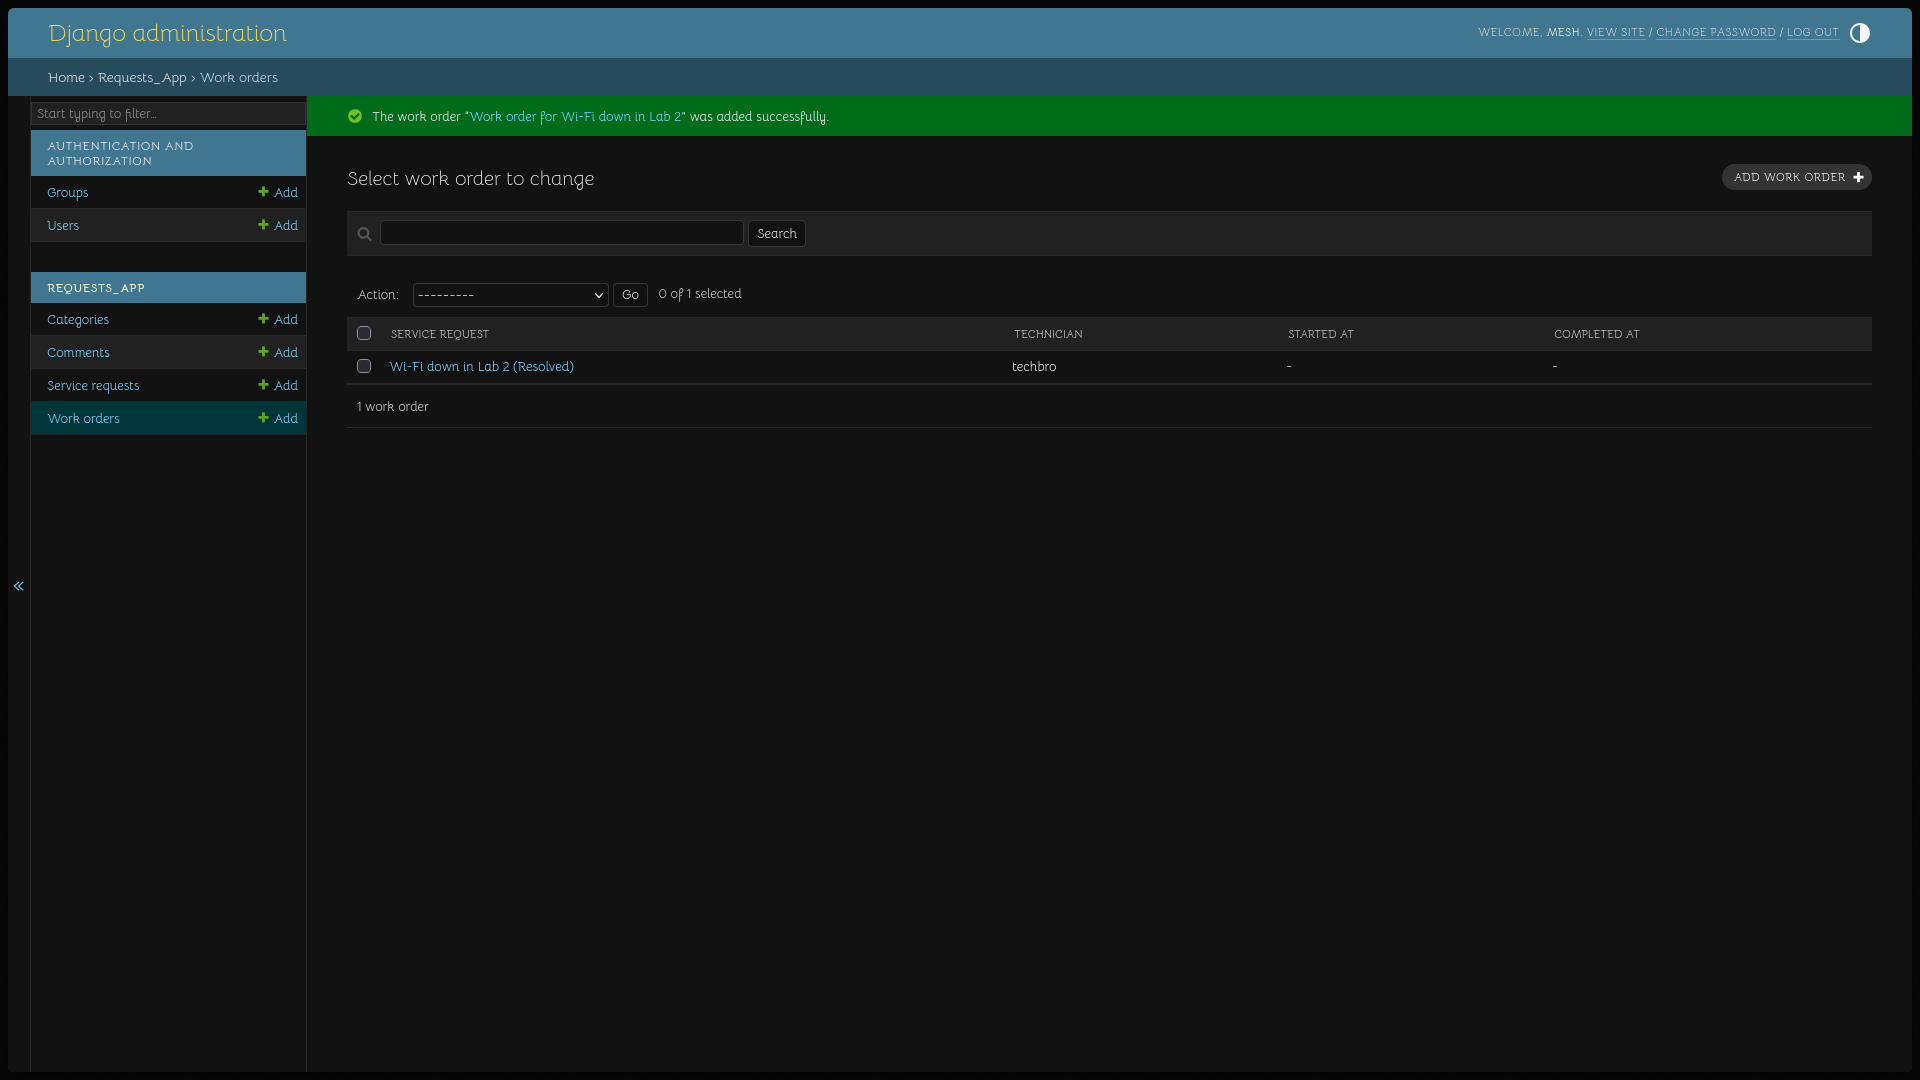 Django administration
WELCOME, MESH. VIEW SITE / CHANGE PASSWORD / LOG OUT
Home › Requests_App › Work orders
Start typing to filter...
AUTHENTICATION AND
AUTHORIZATION
Groups + Add
Users + Add
REQUESTS_APP
Categories + Add
Comments + Add
Service requests + Add
Work orders + Add
«
The work order “Work order for Wi-Fi down in Lab 2” was added successfully.
Select work order to change
ADD WORK ORDER +
Search
Action: --------- Go 0 of 1 selected
SERVICE REQUEST TECHNICIAN STARTED AT COMPLETED AT
Wi-Fi down in Lab 2 (Resolved) techbro - -
1 work order